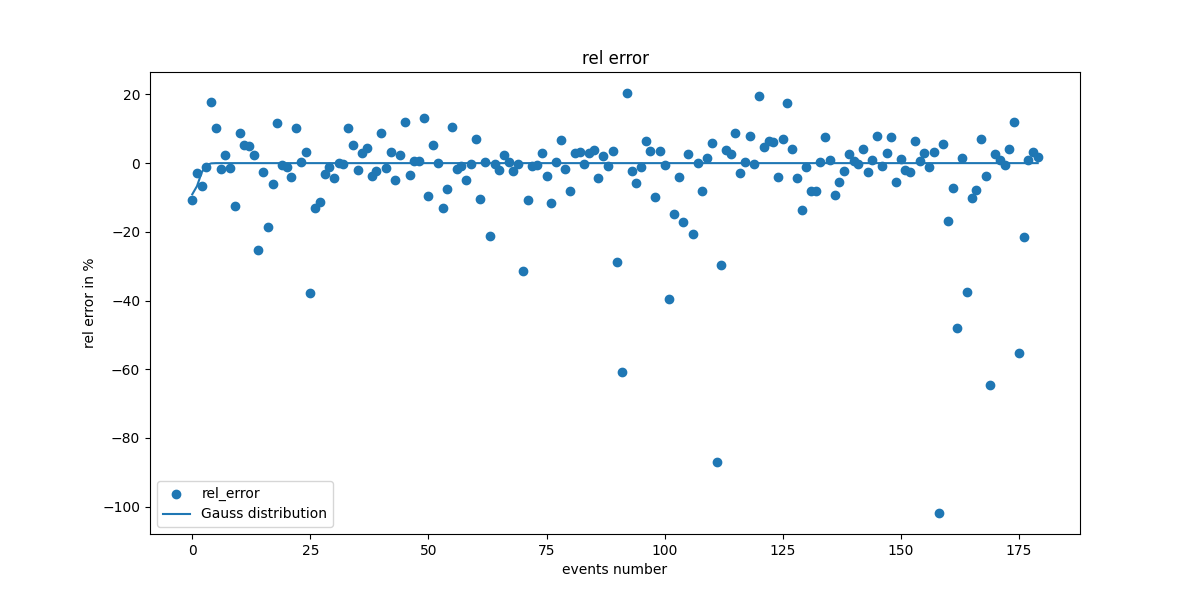 rel error
20
0
−20
−40
−60
−80
−100
rel error in %
rel_error
Gauss distribution
0 25 50 75 100 125 150 175
events number